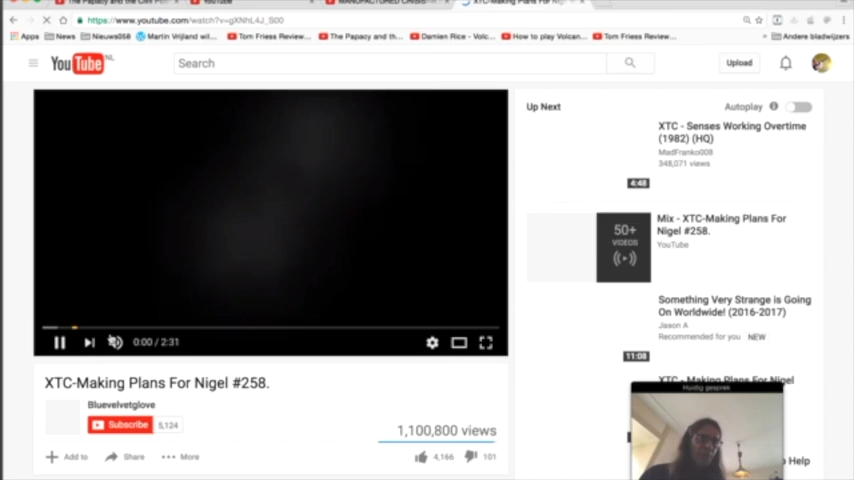 The Papacy and the Civil
YouTube
MANUFACTURED CRISIS
XTC-Making Plans For Nig
https://www.youtube.com/watch?v=gXNhL4J_S00
Apps
News
Nieuws058
Martin Vrijland wil...
Tom Friess Review...
The Papacy and th...
Damien Rice - Volc...
How to play Volcan...
Tom Friess Review...
Andere bladwijzers
YouTube NL
Search
Upload
0:00 / 2:31
XTC-Making Plans For Nigel #258.
Bluevelvetglove
Subscribe 5,124
1,100,800 views
Add to
Share
More
4,166
101
Up Next
Autoplay
XTC - Senses Working Overtime
(1982) (HQ)
MadFranko008
348,071 views
4:48
50+
VIDEOS
Mix - XTC-Making Plans For
Nigel #258.
YouTube
Something Very Strange is Going
On Worldwide! (2016-2017)
Jason A
Recommended for you NEW
11:08
XTC - Making Plans For Nigel
Huidig gesprek
Help